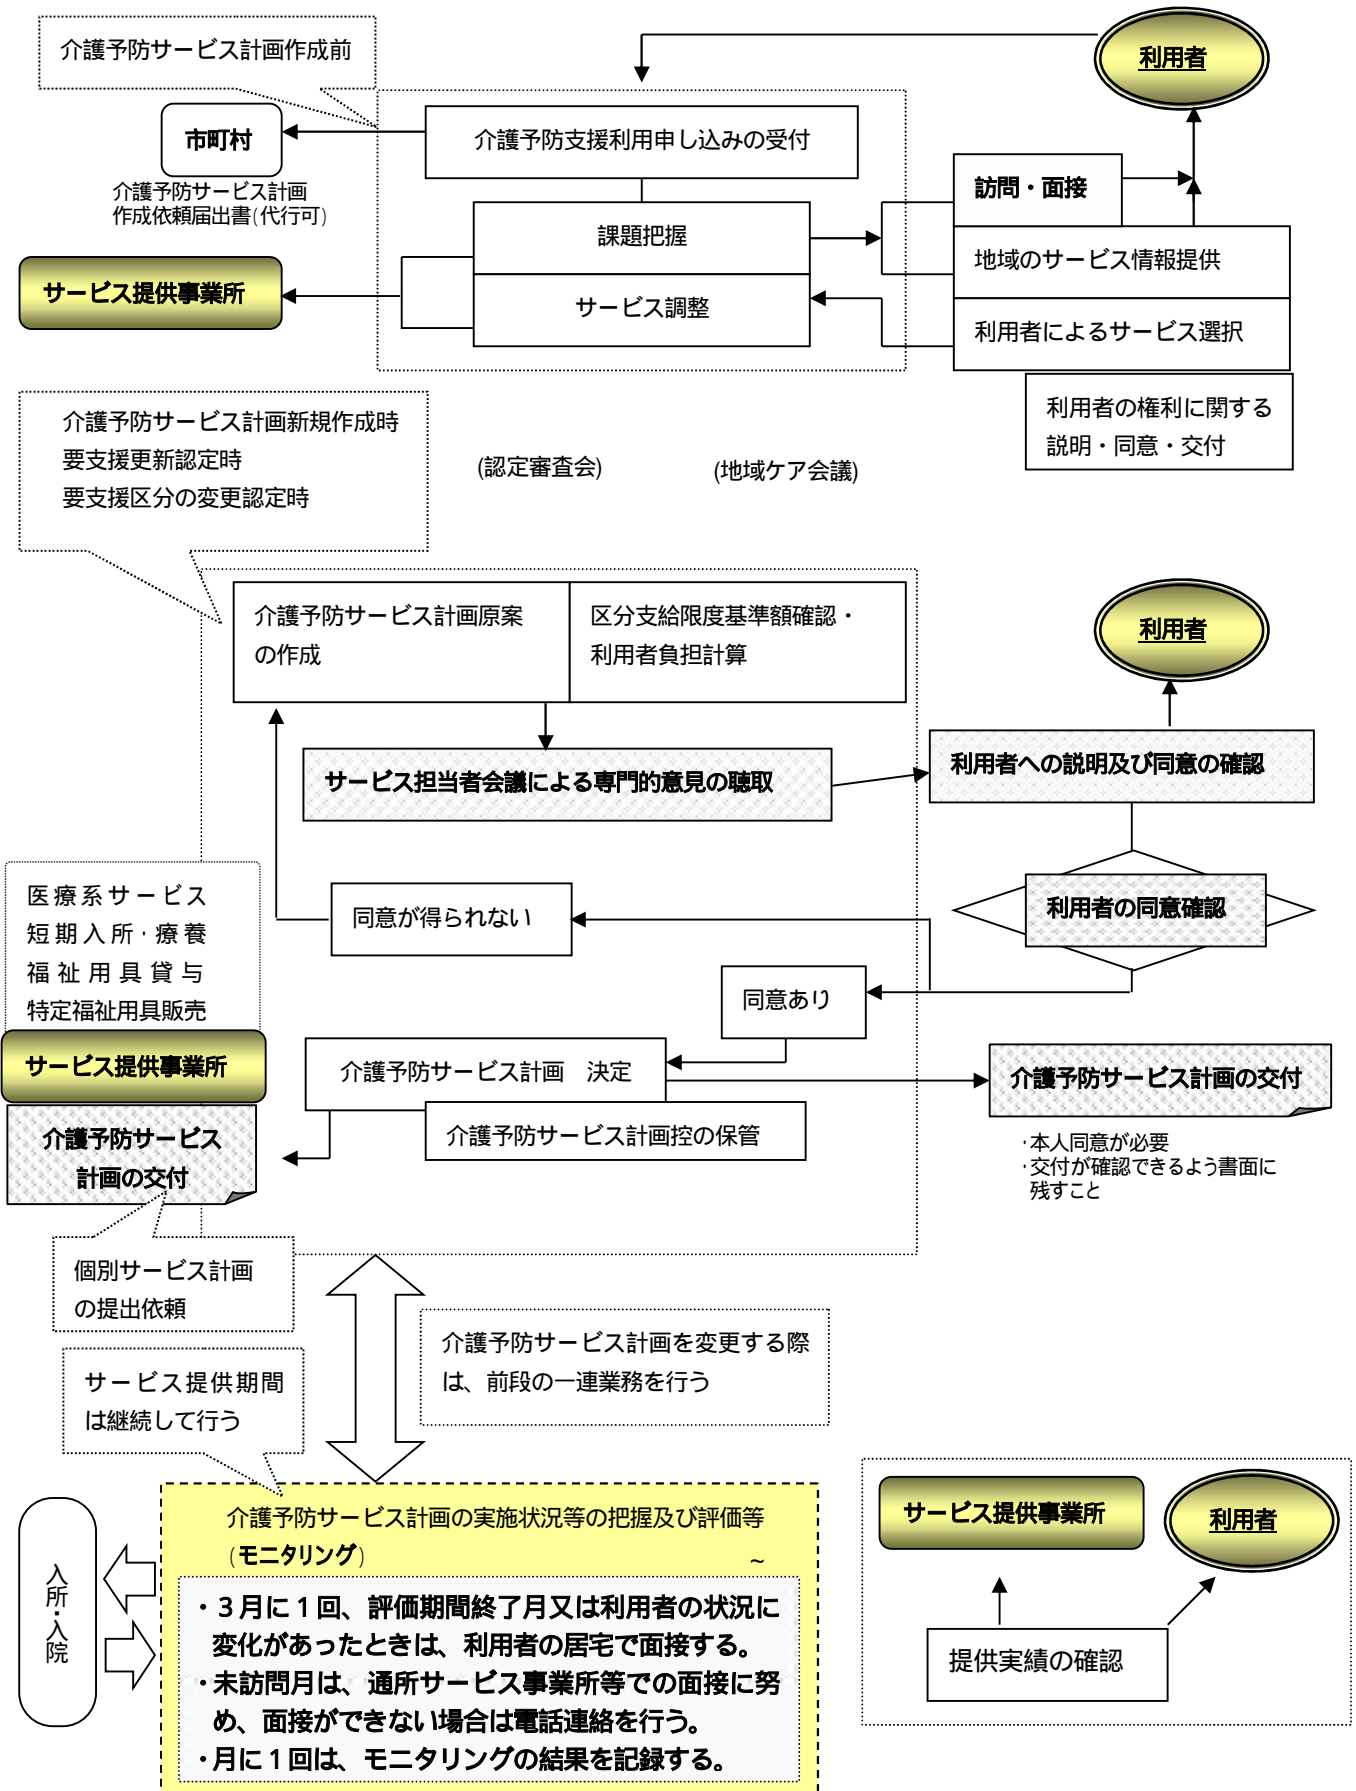 介護予防サービス計画作成前
利用者
市町村
介護予防支援利用申し込みの受付
介護予防サービス計画
作成依頼届出書(代行可)
訪問・面接
課題把握
地域のサービス情報提供
サービス提供事業所
サービス調整
利用者によるサービス選択
利用者の権利に関する
説明・同意・交付
介護予防サービス計画新規作成時
要支援更新認定時
要支援区分の変更認定時
(認定審査会)
(地域ケア会議)
介護予防サービス計画原案
の作成
区分支給限度基準額確認・
利用者負担計算
利用者
サービス担当者会議による専門的意見の聴取
利用者への説明及び同意の確認
医療系サービス
短期入所・療養
福祉用具貸与
特定福祉用具販売
同意が得られない
利用者の同意確認
同意あり
サービス提供事業所
介護予防サービス計画　決定
介護予防サービス計画の交付
介護予防サービス計画控の保管
介護予防サービス
計画の交付
・本人同意が必要
・交付が確認できるよう書面に
残すこと
個別サービス計画
の提出依頼
介護予防サービス計画を変更する際
は、前段の一連業務を行う
サービス提供期間
は継続して行う
介護予防サービス計画の実施状況等の把握及び評価等
(モニタリング)　～
・3月に1回、評価期間終了月又は利用者の状況に
変化があったときは、利用者の居宅で面接する。
・未訪問月は、通所サービス事業所等での面接に努
め、面接ができない場合は電話連絡を行う。
・月に1回は、モニタリングの結果を記録する。
入所・入院
サービス提供事業所
利用者
提供実績の確認